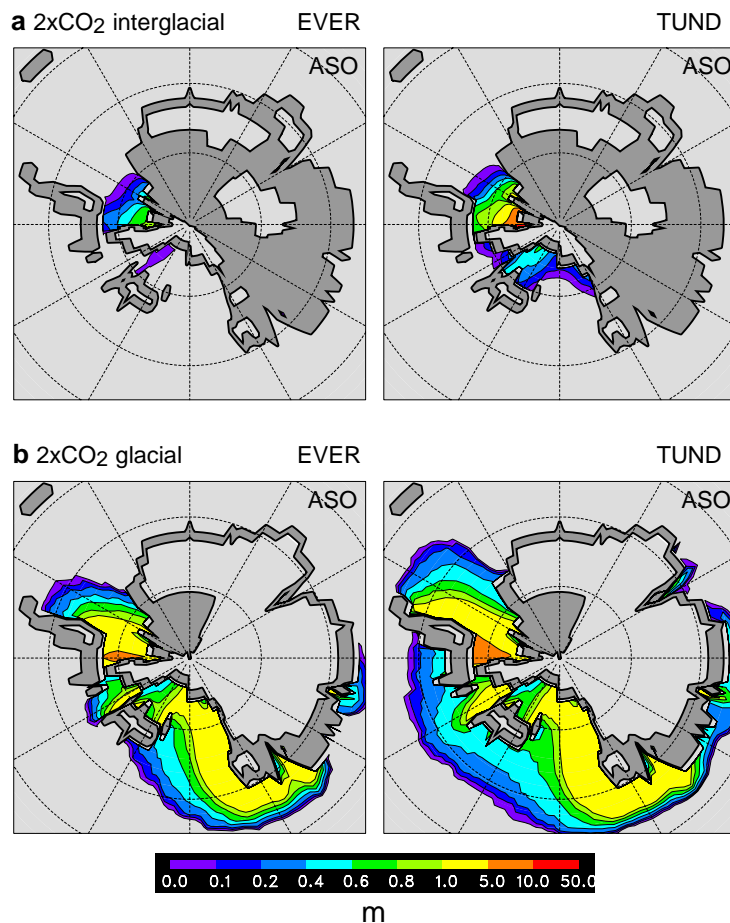 a 2xCO2 interglacial EVER TUND
ASO ASO
b 2xCO2 glacial EVER TUND
ASO ASO
0.0 0.1 0.2 0.4 0.6 0.8 1.0 5.0 10.0 50.0
m